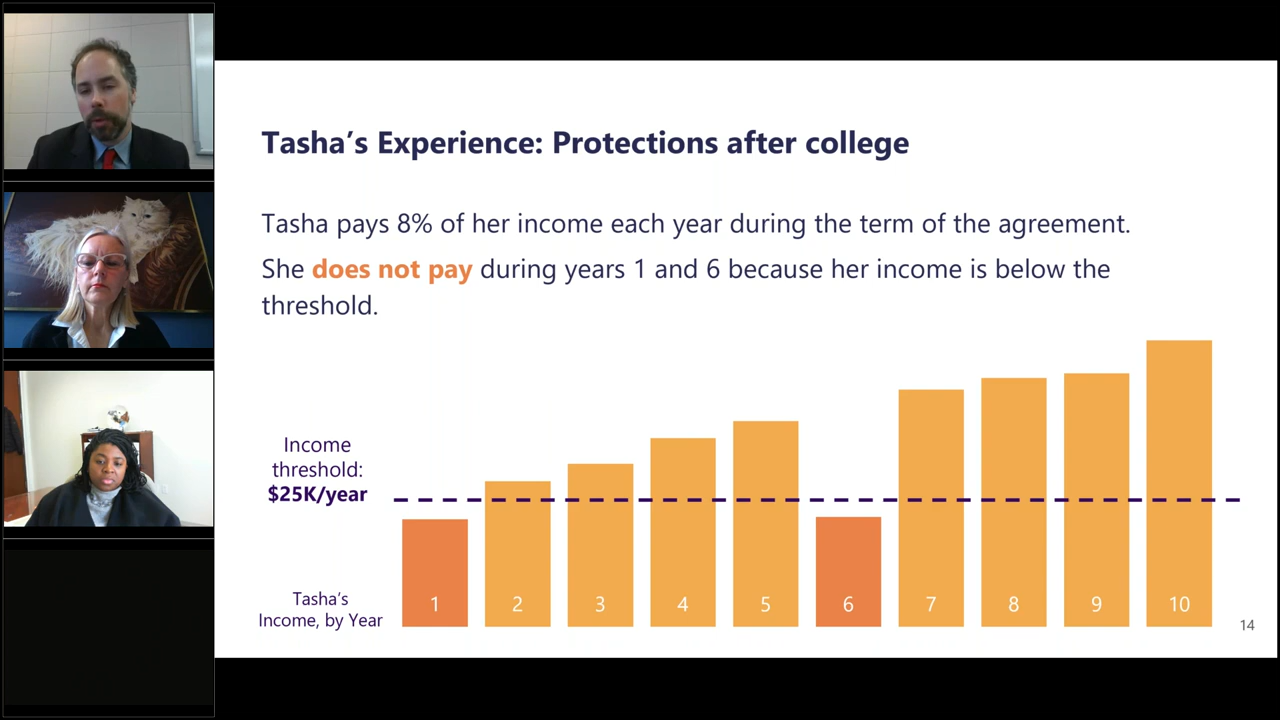 Tasha’s Experience: Protections after college
Tasha pays 8% of her income each year during the term of the agreement.
She does not pay during years 1 and 6 because her income is below the
threshold.
Income
threshold:
$25K/year
Tasha’s
Income, by Year
1
2
3
4
5
6
7
8
9
10
14